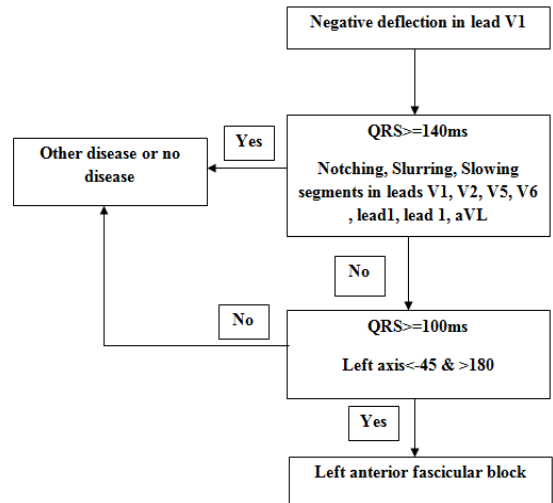 Negative deflection in lead V1
QRS>=140ms
Notching, Slurring, Slowing
segments in leads V1, V2, V5, V6
, lead1, lead 1, aVL
Yes
Other disease or no
disease
No
No
QRS>=100ms
Left axis<-45 & >180
Yes
Left anterior fascicular block